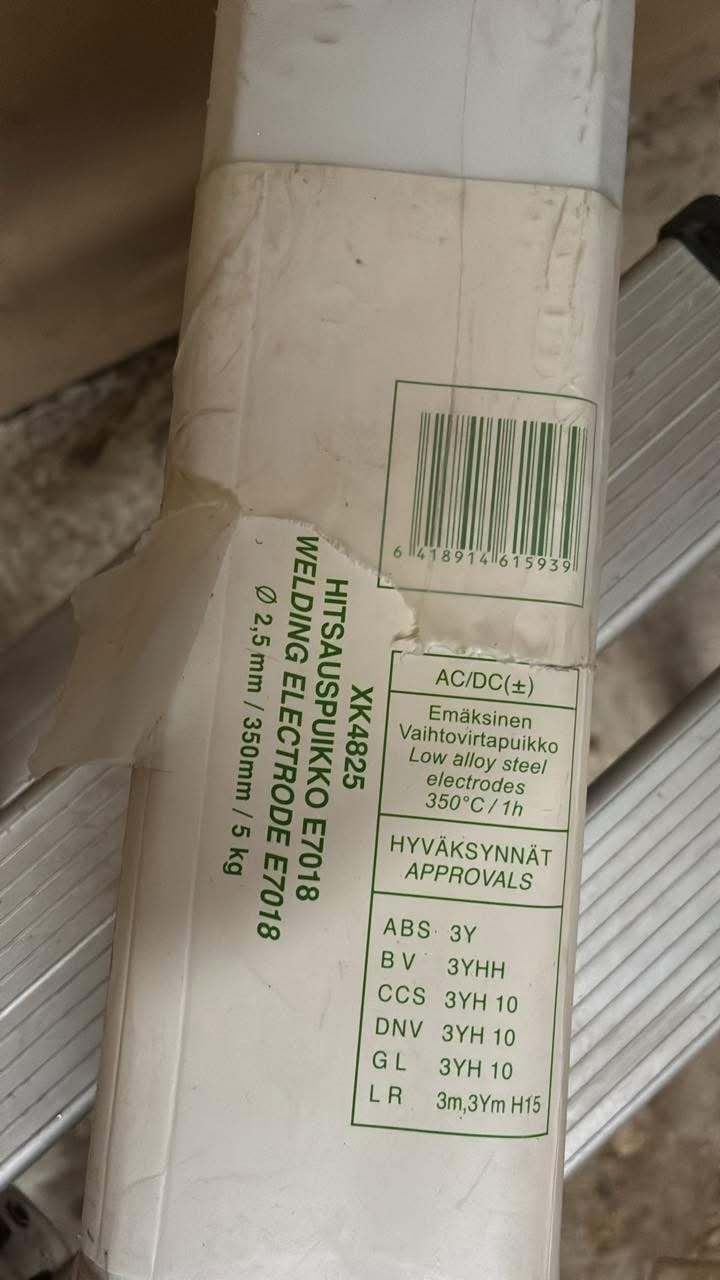 6 418914 615939
XK4825
HITSAUSPUIKKO E7018
WELDING ELECTRODE E7018
Ø 2,5 mm / 350mm / 5 kg
AC/DC(±)
Emäksinen
Vaihtovirtapuikko
Low alloy steel
electrodes
350°C / 1h
HYVÄKSYNNÄT
APPROVALS
ABS 3Y
BV 3YHH
CCS 3YH 10
DNV 3YH 10
GL 3YH 10
LR 3m,3Ym H15